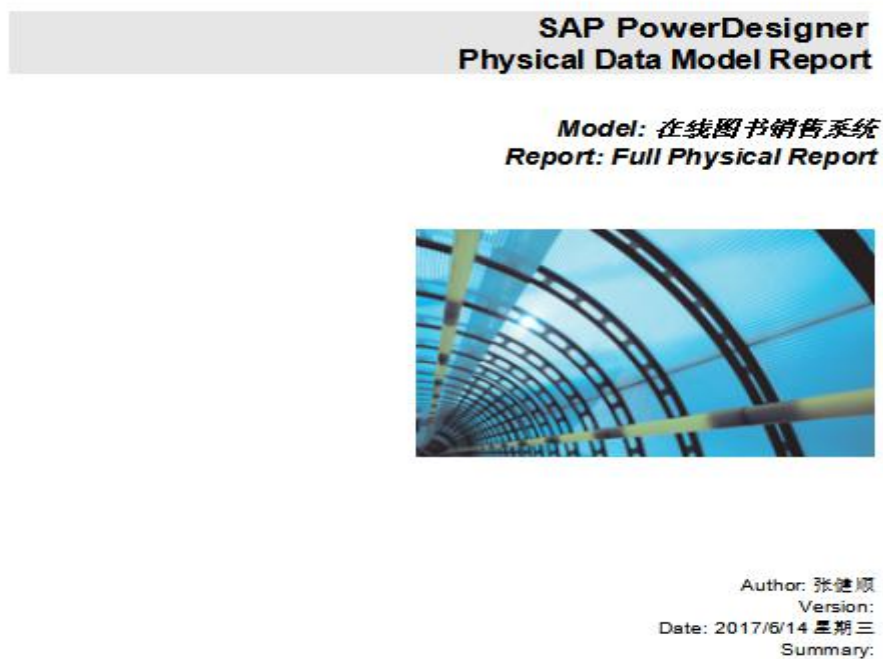 SAP PowerDesigner
Physical Data Model Report
Model: 在线图书销售系统
Report: Full Physical Report
Author: 张健顺
Version:
Date: 2017/6/14 星期三
Summary: